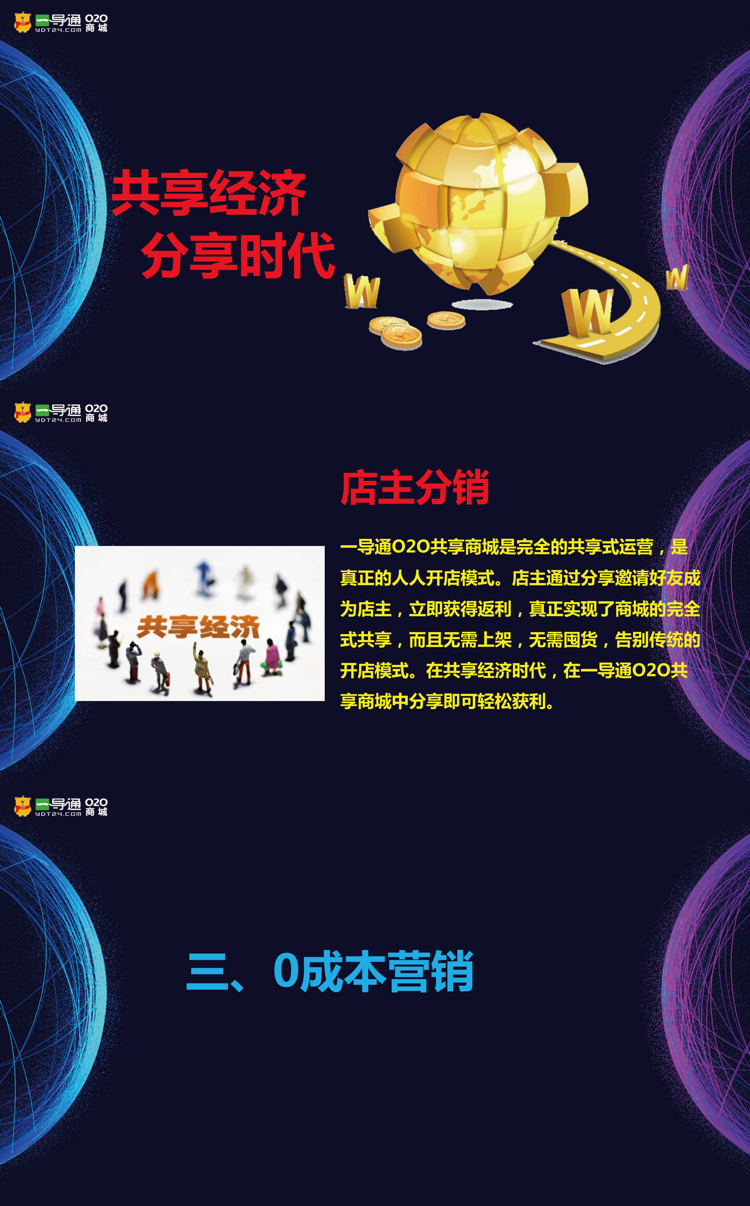 一导通 O2O
YDT24.COM 商城
共享经济
分享时代
W
W
W
一导通 O2O
YDT24.COM 商城
店主分销
共享经济
一导通O2O共享商城是完全的共享式运营，是
真正的人人开店模式。店主通过分享邀请好友成
为店主，立即获得返利，真正实现了商城的完全
式共享，而且无需上架，无需囤货，告别传统的
开店模式。在共享经济时代，在一导通O2O共
享商城中分享即可轻松获利。
一导通 O2O
YDT24.COM 商城
三、0成本营销